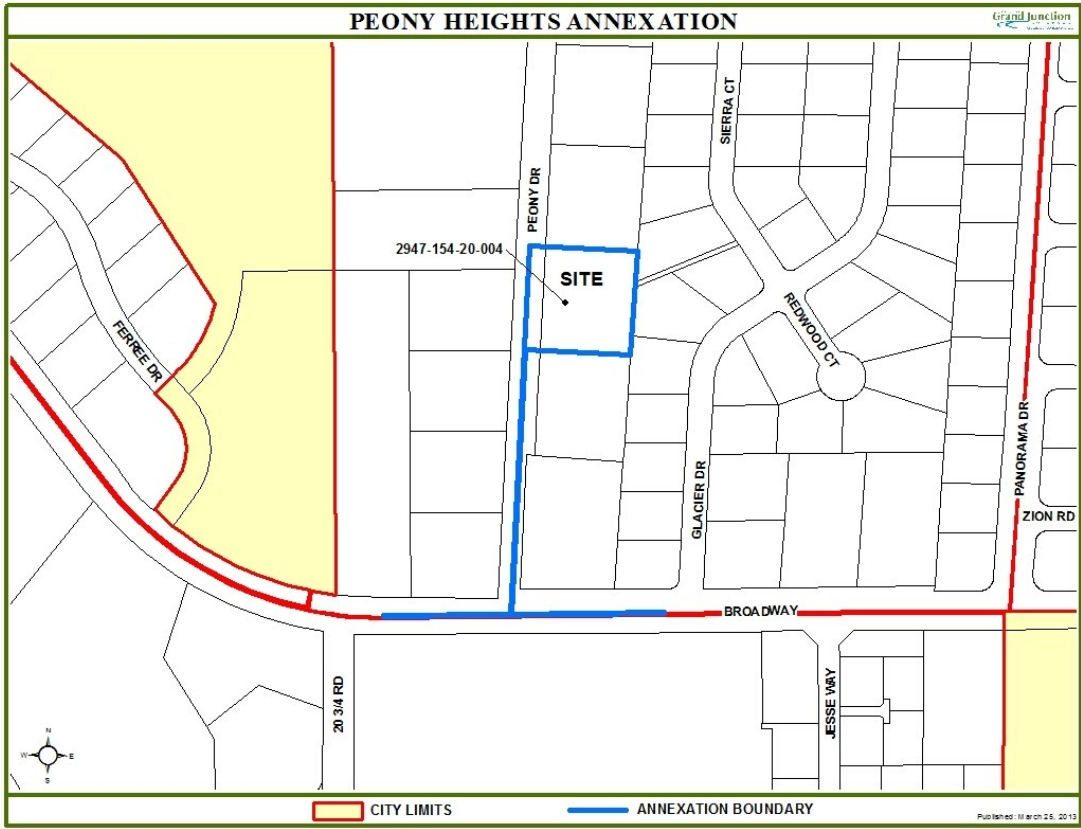 PEONY HEIGHTS ANNEXATION
Grand Junction
SIERRA CT
PEONY DR
2947-154-20-004
SITE
FERREE DR
REDWOOD CT
PANORAMA DR
GLACIER DR
ZION RD
BROADWAY
20 3/4 RD
JESSE WAY
N
W
E
S
CITY LIMITS
ANNEXATION BOUNDARY
Published: March 25, 2013